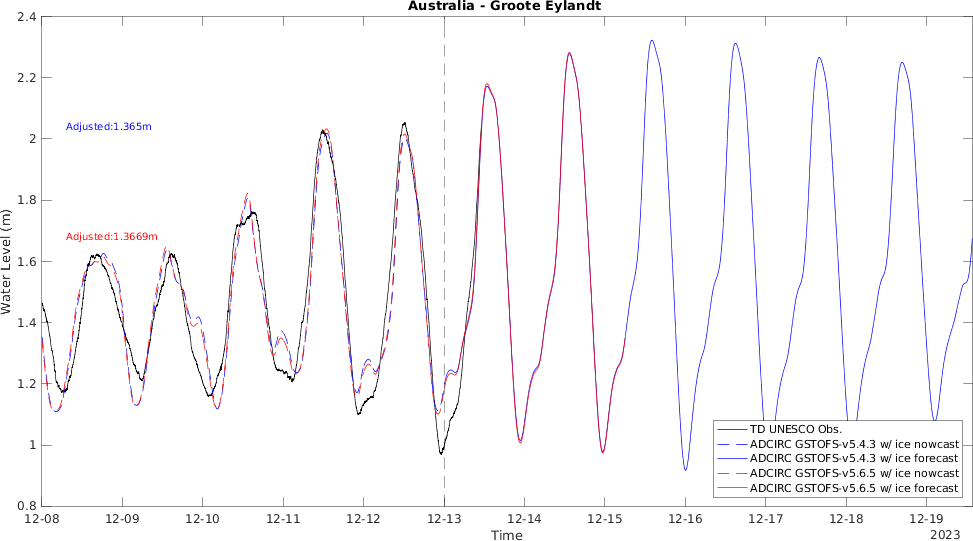 Australia - Groote Eylandt
2.4
2.2
2
1.8
1.6
1.4
1.2
1
0.8
Water Level (m)
Adjusted:1.365m
Adjusted:1.3669m
TD UNESCO Obs.
ADCIRC GSTOFS-v5.4.3 w/ ice nowcast
ADCIRC GSTOFS-v5.4.3 w/ ice forecast
ADCIRC GSTOFS-v5.6.5 w/ ice nowcast
ADCIRC GSTOFS-v5.6.5 w/ ice forecast
12-08 12-09 12-10 12-11 12-12 12-13 12-14 12-15 12-16 12-17 12-18 12-19
Time
2023